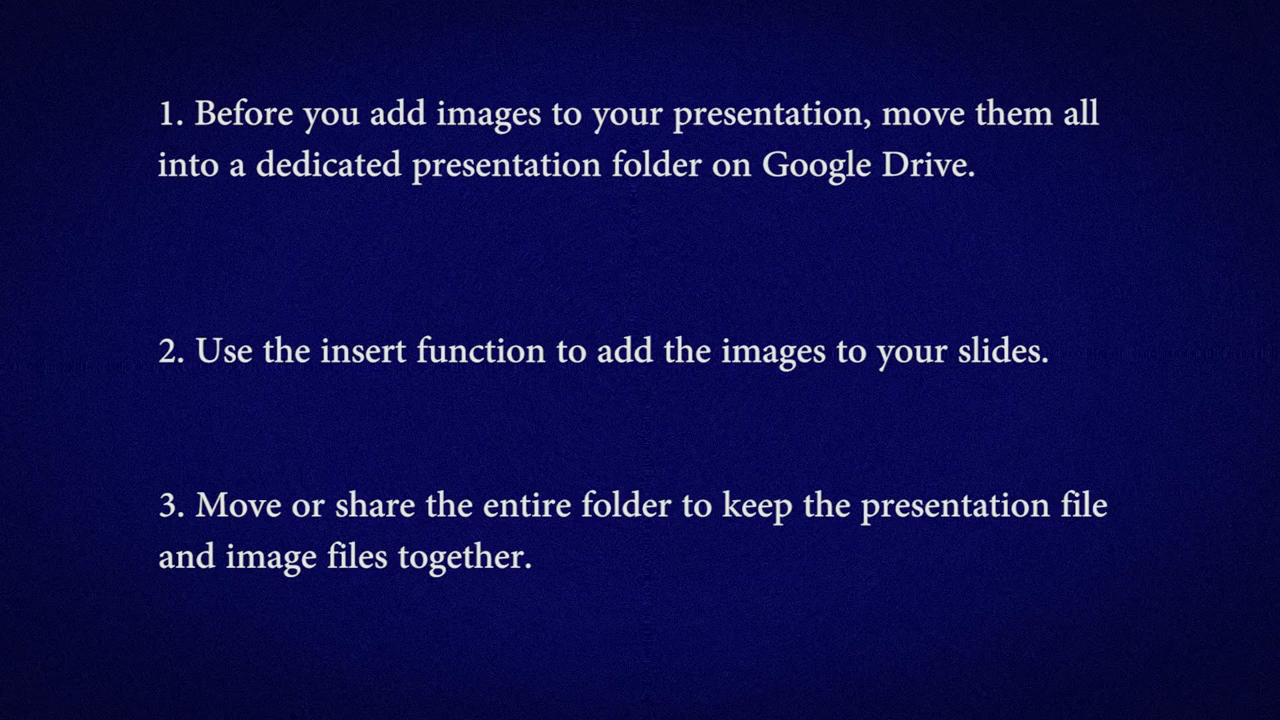 1. Before you add images to your presentation, move them all
into a dedicated presentation folder on Google Drive.
2. Use the insert function to add the images to your slides.
3. Move or share the entire folder to keep the presentation file
and image files together.